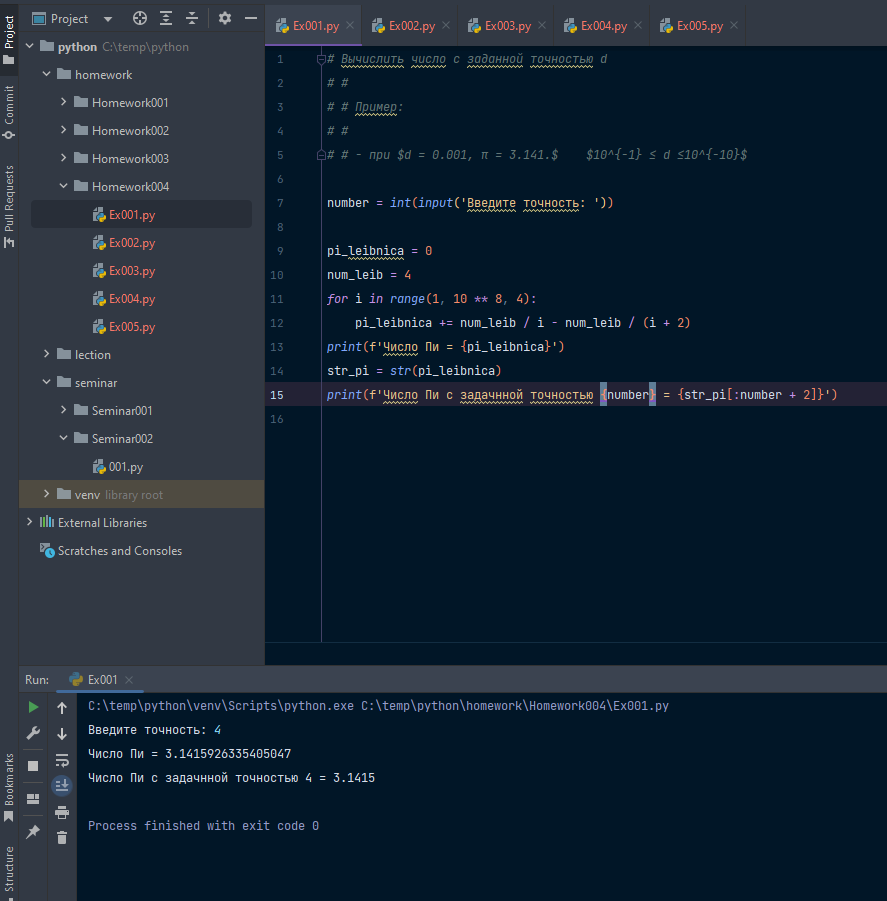 Project
Ex001.py
Ex002.py
Ex003.py
Ex004.py
Ex005.py
Project
Commit
Pull Requests
Bookmarks
Structure
python C:\temp\python
homework
Homework001
Homework002
Homework003
Homework004
Ex001.py
Ex002.py
Ex003.py
Ex004.py
Ex005.py
lection
seminar
Seminar001
Seminar002
001.py
venv library root
External Libraries
Scratches and Consoles
1 # Вычислить число с заданной точностью d
2 # #
3 # # Пример:
4 # #
5 # # - при $d = 0.001, π = 3.141.$    $10^{-1} ≤ d ≤10^{-10}$
6
7 number = int(input('Введите точность: '))
8
9 pi_leibnica = 0
10 num_leib = 4
11 for i in range(1, 10 ** 8, 4):
12     pi_leibnica += num_leib / i - num_leib / (i + 2)
13 print(f'Число Пи = {pi_leibnica}')
14 str_pi = str(pi_leibnica)
15 print(f'Число Пи с задачнной точностью {number} = {str_pi[:number + 2]}')
16
Run: Ex001
C:\temp\python\venv\Scripts\python.exe C:\temp\python\homework\Homework004\Ex001.py
Введите точность: 4
Число Пи = 3.1415926335405047
Число Пи с задачнной точностью 4 = 3.1415
Process finished with exit code 0